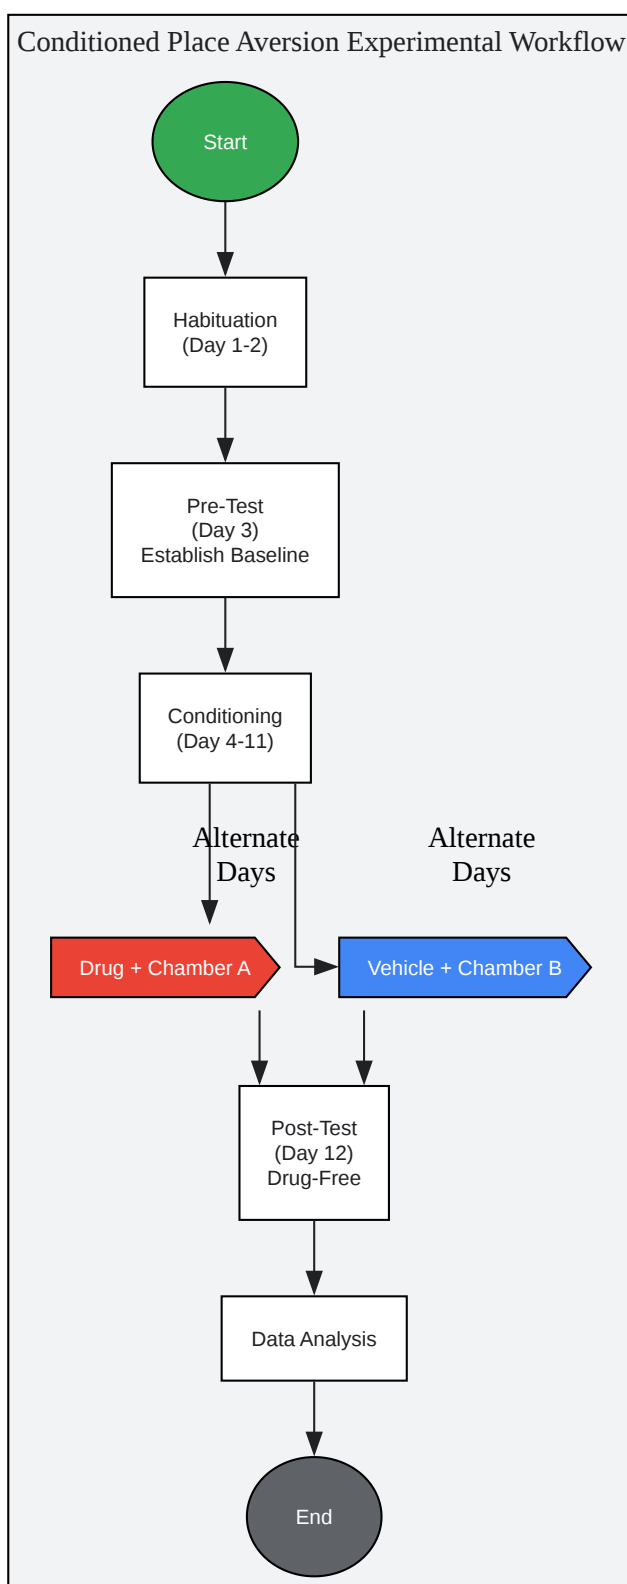 Conditioned Place Aversion Experimental Workflow
Start
Habituation
(Day 1-2)
Pre-Test
(Day 3)
Establish Baseline
Conditioning
(Day 4-11)
Alternate
Days
Alternate
Days
Drug + Chamber A
Vehicle + Chamber B
Post-Test
(Day 12)
Drug-Free
Data Analysis
End